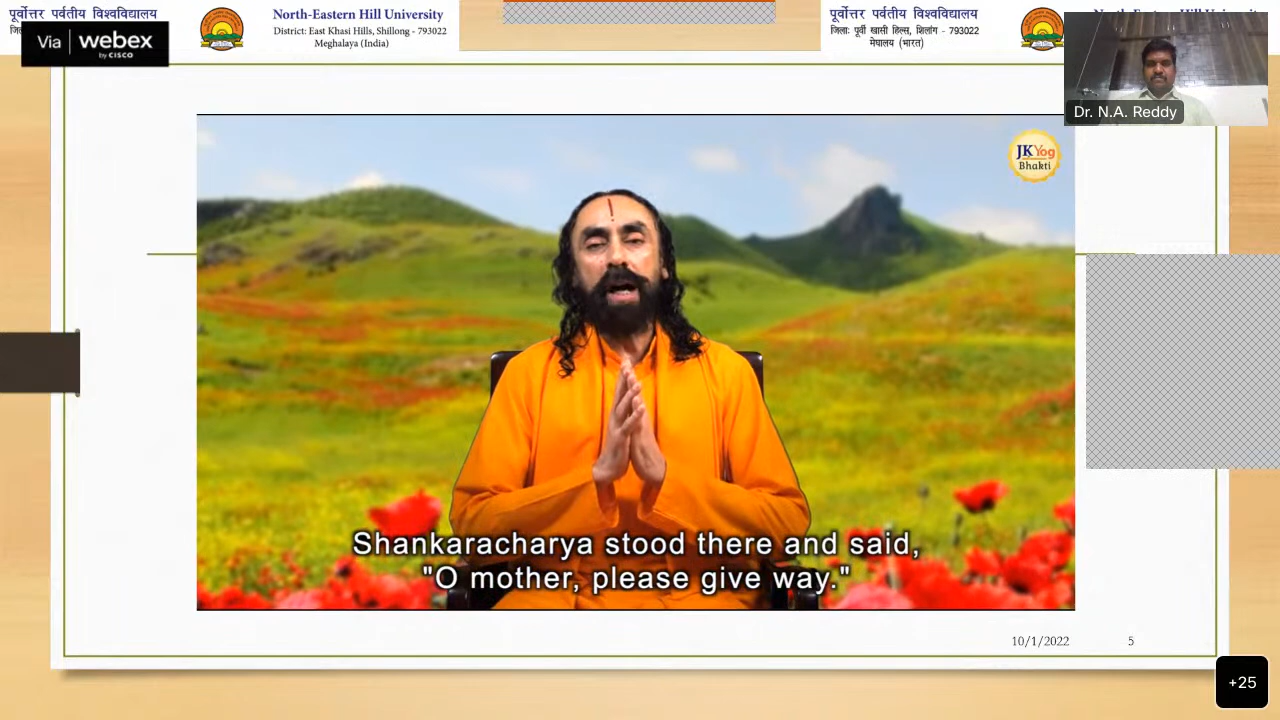 पूर्वोत्तर पर्वतीय विश्वविद्यालय
North-Eastern Hill University
District: East Khasi Hills, Shillong - 793022
Meghalaya (India)
पूर्वोत्तर पर्वतीय विश्वविद्यालय
जिला: पूर्वी खासी हिल्स, शिलांग - 793022
मेघालय (भारत)
Via webex
by CISCO
Dr. N.A. Reddy
JKYog
Bhakti
Shankaracharya stood there and said,
"O mother, please give way."
10/1/2022 5
+25